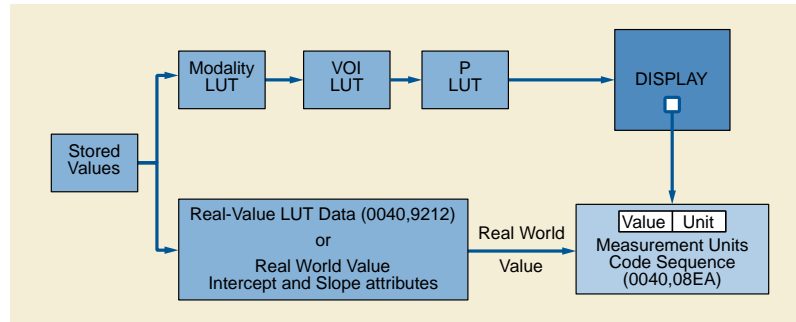 Modality
LUT
VOI
LUT
P
LUT
DISPLAY
Stored
Values
Real-Value LUT Data (0040,9212)
or
Real World Value
Intercept and Slope attributes
Real World
Value
Value Unit
Measurement Units
Code Sequence
(0040,08EA)